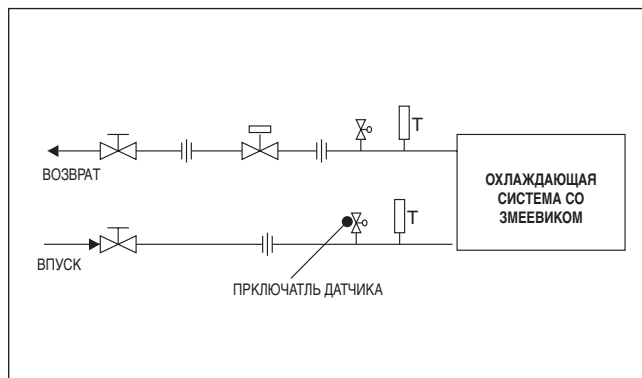 T
ВОЗВРАТ
ОХЛАЖДАЮЩАЯ
СИСТЕМА СО
ЗМЕЕВИКОМ
T
ВПУСК
ПРКЛЮЧАТЛЬ ДАТЧИКА